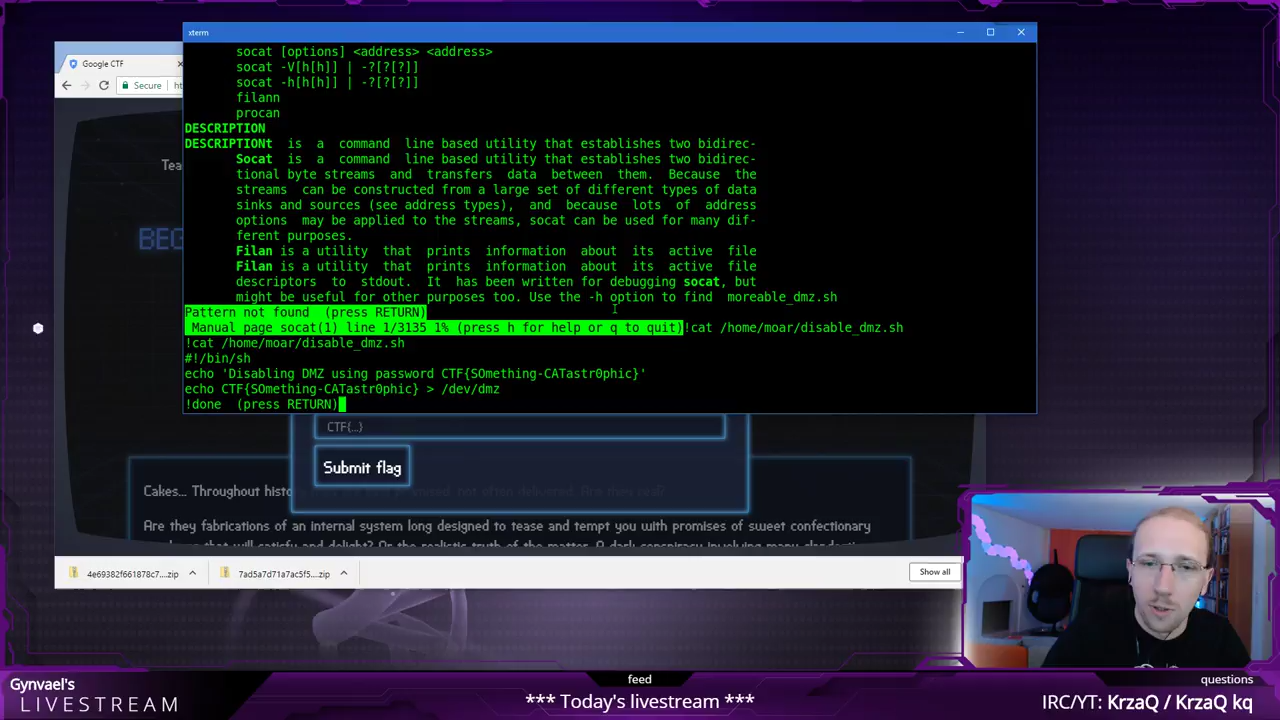 xterm
socat [options] <address> <address>
socat -V[h[h]] | -?[?[?]]
socat -h[h[h]] | -?[?[?]]
filann
procan
DESCRIPTION
DESCRIPTIONt is a command line based utility that establishes two bidirec-
Socat is a command line based utility that establishes two bidirec-
tional byte streams and transfers data between them. Because the
streams can be constructed from a large set of different types of data
sinks and sources (see address types), and because lots of address
options may be applied to the streams, socat can be used for many dif-
ferent purposes.
Filan is a utility that prints information about its active file
Filan is a utility that prints information about its active file
descriptors to stdout. It has been written for debugging socat, but
might be useful for other purposes too. Use the -h option to find moreable_dmz.sh
Pattern not found (press RETURN)
Manual page socat(1) line 1/3135 1% (press h for help or q to quit)!cat /home/moar/disable_dmz.sh
!cat /home/moar/disable_dmz.sh
#!/bin/sh
echo 'Disabling DMZ using password CTF{SOmething-CATastr0phic}'
echo CTF{SOmething-CATastr0phic} > /dev/dmz
!done (press RETURN)
Google CTF
Secure
Tea
BEG
CTF{...}
Submit flag
Cakes... Throughout
Are they fabrications of an internal system long designed to tease and tempt you with promises of sweet confectionary
4e69382f661878c7....zip
7ad5a7d71a7ac5f5....zip
Show all
Gynvael's
LIVESTREAM
feed
*** Today's livestream ***
questions
IRC/YT: KrzaQ / KrzaQ kq